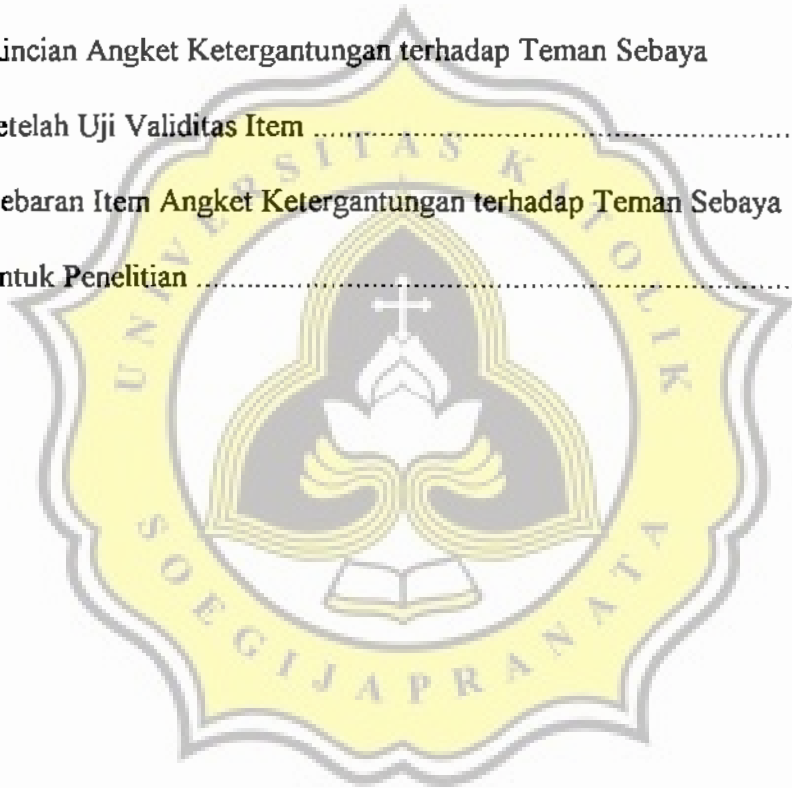 incian Angket Ketergantungan terhadap Teman Sebaya
etelah Uji Validitas Item ................................................................
ebaran Item Angket Ketergantungan terhadap Teman Sebaya
ntuk Penelitian ................................................................
UNIVERSITAS KATOLIK
SOEGIJAPRANATA